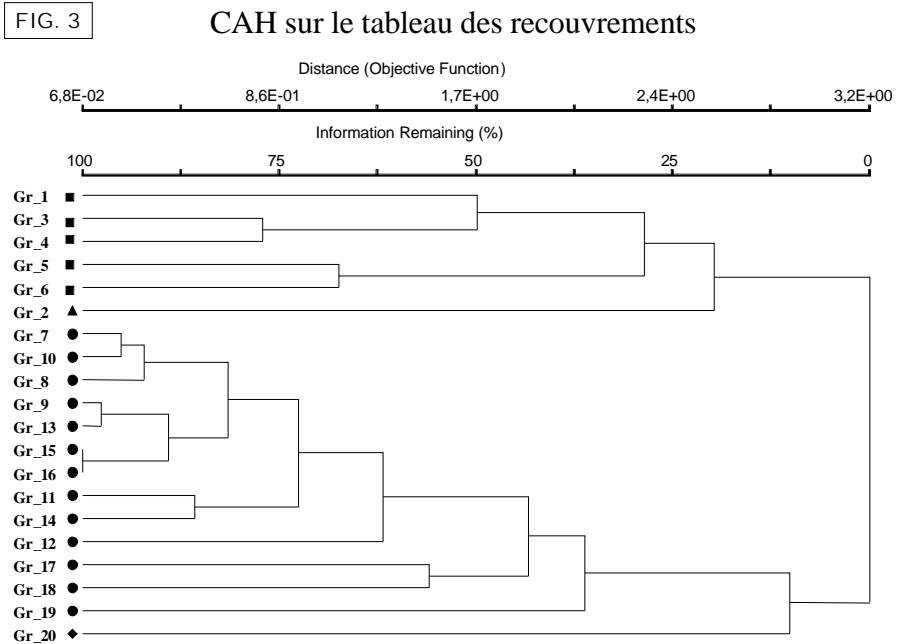 FIG. 3
CAH sur le tableau des recouvrements
Distance (Objective Function)
6,8E-02 8,6E-01 1,7E+00 2,4E+00 3,2E+00
Information Remaining (%)
100 75 50 25 0
Gr_1
Gr_3
Gr_4
Gr_5
Gr_6
Gr_2
Gr_7
Gr_10
Gr_8
Gr_9
Gr_13
Gr_15
Gr_16
Gr_11
Gr_14
Gr_12
Gr_17
Gr_18
Gr_19
Gr_20